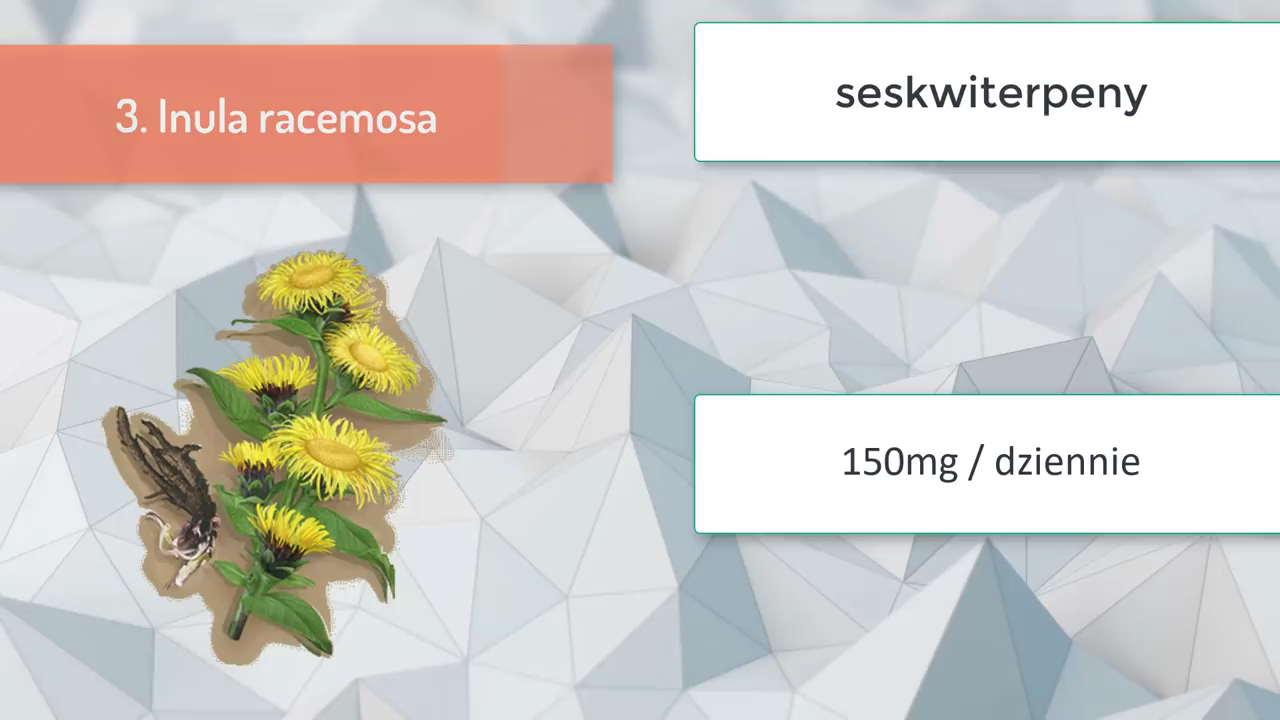 3. Inula racemosa
seskwiterpeny
150mg / dziennie